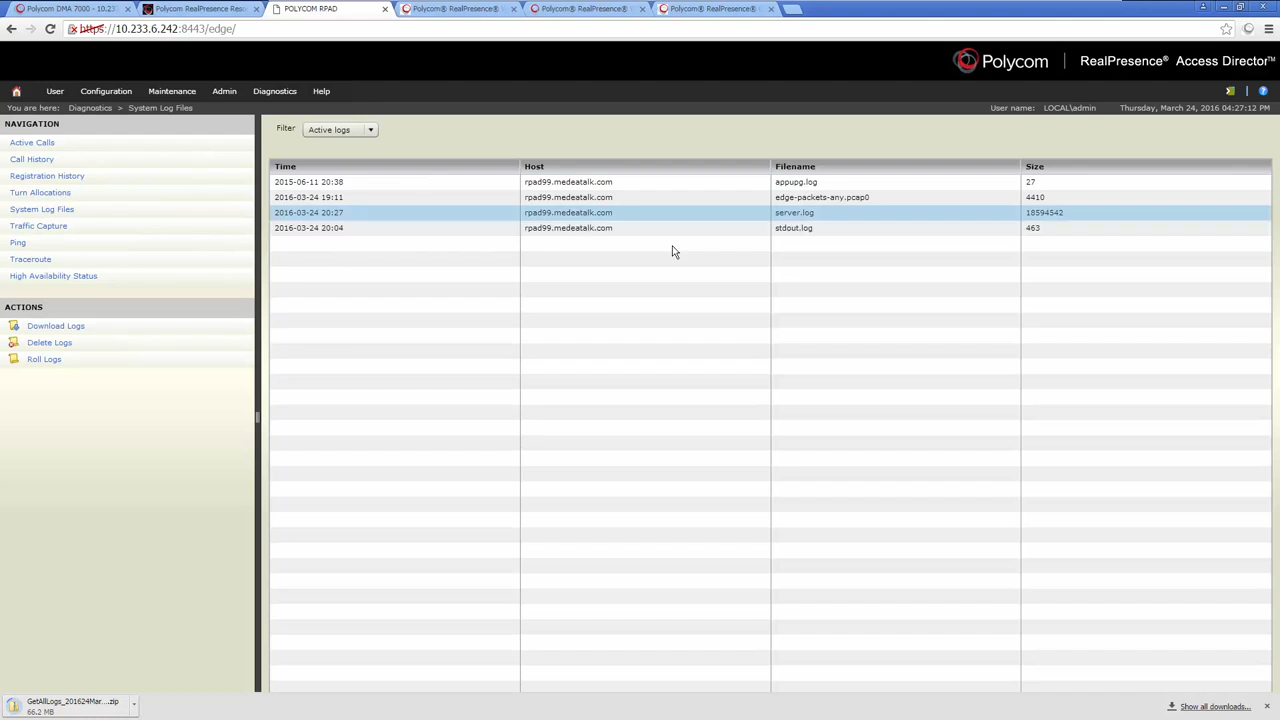 Polycom DMA 7000 - 10.23
Polycom RealPresence Res
POLYCOM RPAD
Polycom® RealPresence®
Polycom® RealPresence®
Polycom® RealPresence®
https://10.233.6.242:8443/edge/
Polycom | RealPresence® Access Director™
User Configuration Maintenance Admin Diagnostics Help
You are here: Diagnostics > System Log Files
User name: LOCAL\admin Thursday, March 24, 2016 04:27:12 PM
NAVIGATION
Active Calls
Call History
Registration History
Turn Allocations
System Log Files
Traffic Capture
Ping
Traceroute
High Availability Status
ACTIONS
Download Logs
Delete Logs
Roll Logs
Filter Active logs
Time Host Filename Size
2015-06-11 20:38 rpad99.medeatalk.com appupg.log 27
2016-03-24 19:11 rpad99.medeatalk.com edge-packets-any.pcap0 4410
2016-03-24 20:27 rpad99.medeatalk.com server.log 18594542
2016-03-24 20:04 rpad99.medeatalk.com stdout.log 463
GetAllLogs_201624Mar....zip
66.2 MB
Show all downloads...